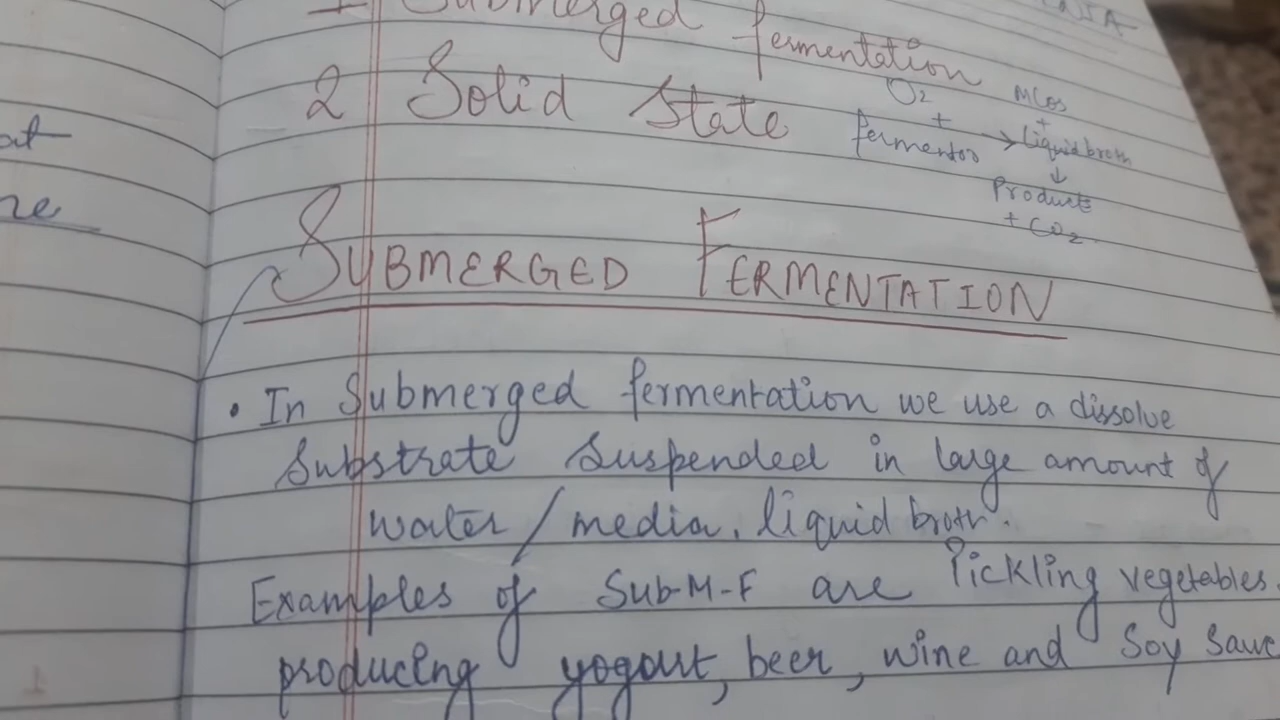 1 Submerged fermentation
2 Solid State
O2 MCOs
+ +
fermentor → Liquid broth
↓
Products
+ CO2
SUBMERGED FERMENTATION
• In Submerged fermentation we use a dissolve
Substrate Suspended in large amount of
water / media, liquid broth.
Examples of Sub-M-F are Pickling vegetables.
producing yogurt, beer, wine and Soy Sauc